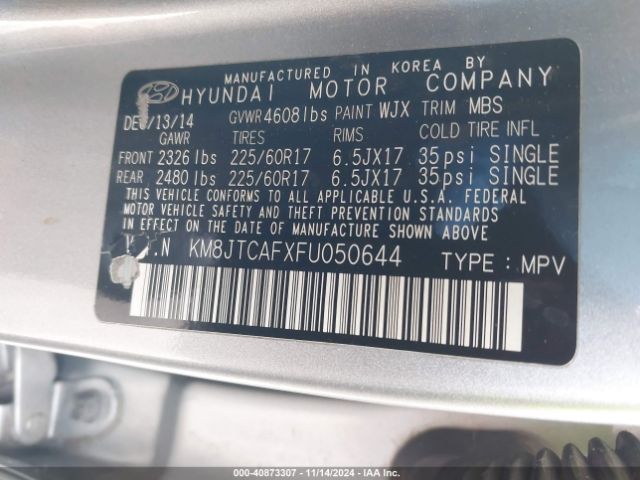 MANUFACTURED IN KOREA BY
HYUNDAI MOTOR COMPANY
/13/14 GVWR 4608lbs PAINT WJX TRIM MBS
GAWR TIRES RIMS COLD TIRE INFL
FRONT 2326 lbs 225/60R17 6.5JX17 35psi SINGLE
REAR 2480 lbs 225/60R17 6.5JX17 35psi SINGLE
THIS VEHICLE CONFORMS TO ALL APPLICABLE U.S.A. FEDERAL
MOTOR VEHICLE SAFETY AND THEFT PREVENTION STANDARDS
IN EFFECT ON THE DATE OF MANUFACTURE SHOWN ABOVE.
KM8JTCAFXFU050644 TYPE : MPV
000-40873307 - 11/14/2024 - IAA Inc.